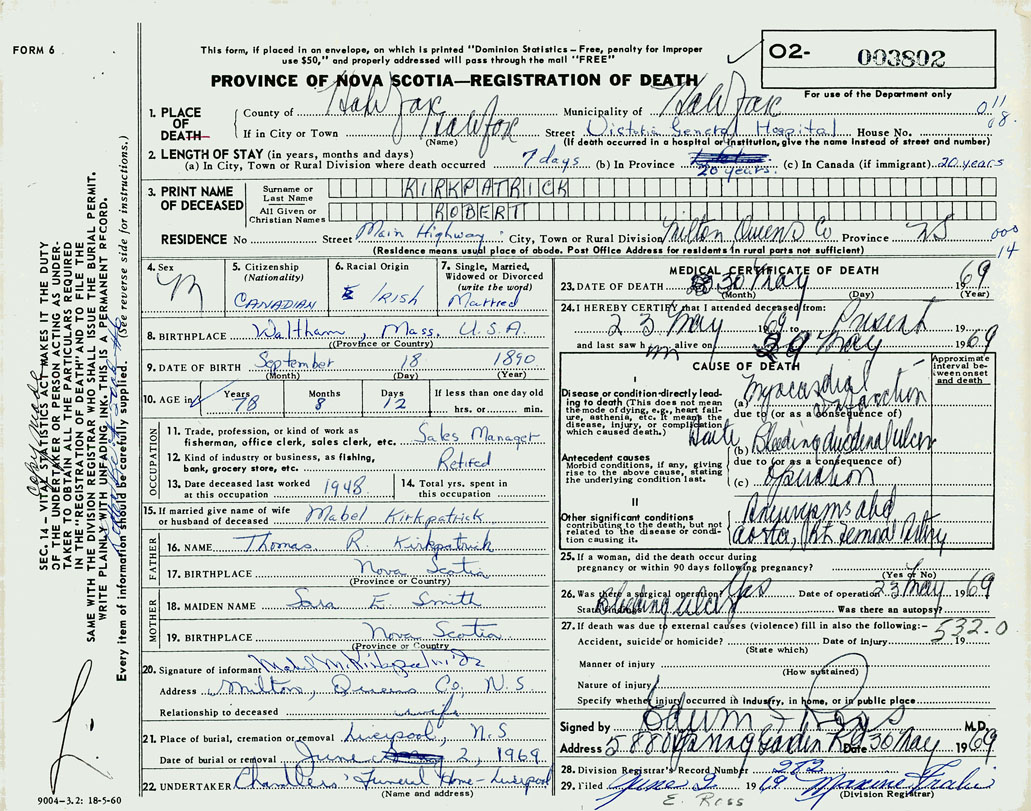 FORM 6
This form, if placed in an envelope, on which is printed "Dominion Statistics – Free, penalty for improper
use $50," and properly addressed will pass through the mail "FREE"
PROVINCE OF NOVA SCOTIA—REGISTRATION OF DEATH
O2- 003802
For use of the Department only
1. PLACE OF DEATH
County of Halifax Municipality of Halifax
If in City or Town Halifax Street Victoria General Hospital House No.
(Name) (If death occurred in a hospital or institution, give the name instead of street and number)
2. LENGTH OF STAY (in years, months and days)
(a) In City, Town or Rural Division where death occurred 7 days (b) In Province 20 years. (c) In Canada (if immigrant) 20 years
3. PRINT NAME OF DECEASED
Surname or Last Name KIRKPATRICK
All Given or Christian Names ROBERT
RESIDENCE No. Street Main Highway City, Town or Rural Division Milton Queens Co Province NS
(Residence means usual place of abode. Post Office Address for residents in rural parts not sufficient)
000
14
4. Sex M
5. Citizenship (Nationality) CANADIAN
6. Racial Origin IRISH
7. Single, Married, Widowed or Divorced (write the word) Married
8. BIRTHPLACE Waltham, Mass. U.S.A.
(Province or Country)
9. DATE OF BIRTH September 18 1890
(Month) (Day) (Year)
10. AGE in Years 78 Months 8 Days 12 If less than one day old hrs. or min.
OCCUPATION
11. Trade, profession, or kind of work as fisherman, office clerk, sales clerk, etc. Sales Manager
12. Kind of industry or business, as fishing, bank, grocery store, etc. Retired
13. Date deceased last worked at this occupation 1948
14. Total yrs. spent in this occupation
15. If married give name of wife or husband of deceased Mabel Kirkpatrick
FATHER
16. NAME Thomas R. Kirkpatrick
17. BIRTHPLACE Nova Scotia
(Province or Country)
MOTHER
18. MAIDEN NAME Sara E Smith
19. BIRTHPLACE Nova Scotia
(Province or Country
20. Signature of informant Mabel M. Kirkpatrick
Address Milton, Queens Co, N.S
Relationship to deceased wife
21. Place of burial, cremation or removal Liverpool, N.S
Date of burial or removal June 2, 1969
22. UNDERTAKER Chandlers' Funeral Home - Liverpool
(Name and address)
MEDICAL CERTIFICATE OF DEATH
23. DATE OF DEATH 30 May 1969
(Month) (Day) (Year)
24. I HEREBY CERTIFY that I attended deceased from:
23 May 1969 to Present 19
and last saw him alive on 29 May 1969
CAUSE OF DEATH
Approximate interval between onset and death
I
Disease or condition directly leading to death (This does not mean the mode of dying, e.g., heart failure, asthenia, etc. It means the disease, injury, or complication which caused death.)
(a) Myocardial infarction
due to (or as a consequence of)
Acute
(b) Bleeding duodenal ulcer
due to (or as a consequence of)
(c) operation
Antecedent causes
Morbid conditions, if any, giving rise to the above cause, stating the underlying condition last.
II
Other significant conditions contributing to the death, but not related to the disease or condition causing it.
Aneurysms abd
aorta, Rt. femoral Artery
25. If a woman, did the death occur during pregnancy or within 90 days following pregnancy?
(Yes or No)
26. Was there a surgical operation? Yes Date of operation 23 May 1969
State findings Bleeding ulcer Was there an autopsy?
27. If death was due to external causes (violence) fill in also the following:—
532.0
Accident, suicide or homicide? Date of injury 19
(State which)
Manner of injury
(How sustained)
Nature of injury
Specify whether injury occurred in industry, in home, or in public place
Signed by M.D.
Address 5880 Spring Garden Rd Date 30 May 1969
28. Division Registrar's Record Number
29. Filed June 2 1969
(Division Registrar)
E. Ross
SEC. 14 – VITAL STATISTICS ACT MAKES IT THE DUTY
OF THE UNDERTAKER OR PERSON ACTING AS UNDERTAKER
TO OBTAIN ALL THE PARTICULARS REQUIRED
IN THE "REGISTRATION OF DEATH" AND TO FILE THE
SAME WITH THE DIVISION REGISTRAR WHO SHALL ISSUE THE BURIAL PERMIT.
WRITE PLAINLY WITH UNFADING INK. THIS IS A PERMANENT RECORD.
Every item of information should be carefully supplied. (See reverse side for instructions.)
9004-3.2: 18-5-60